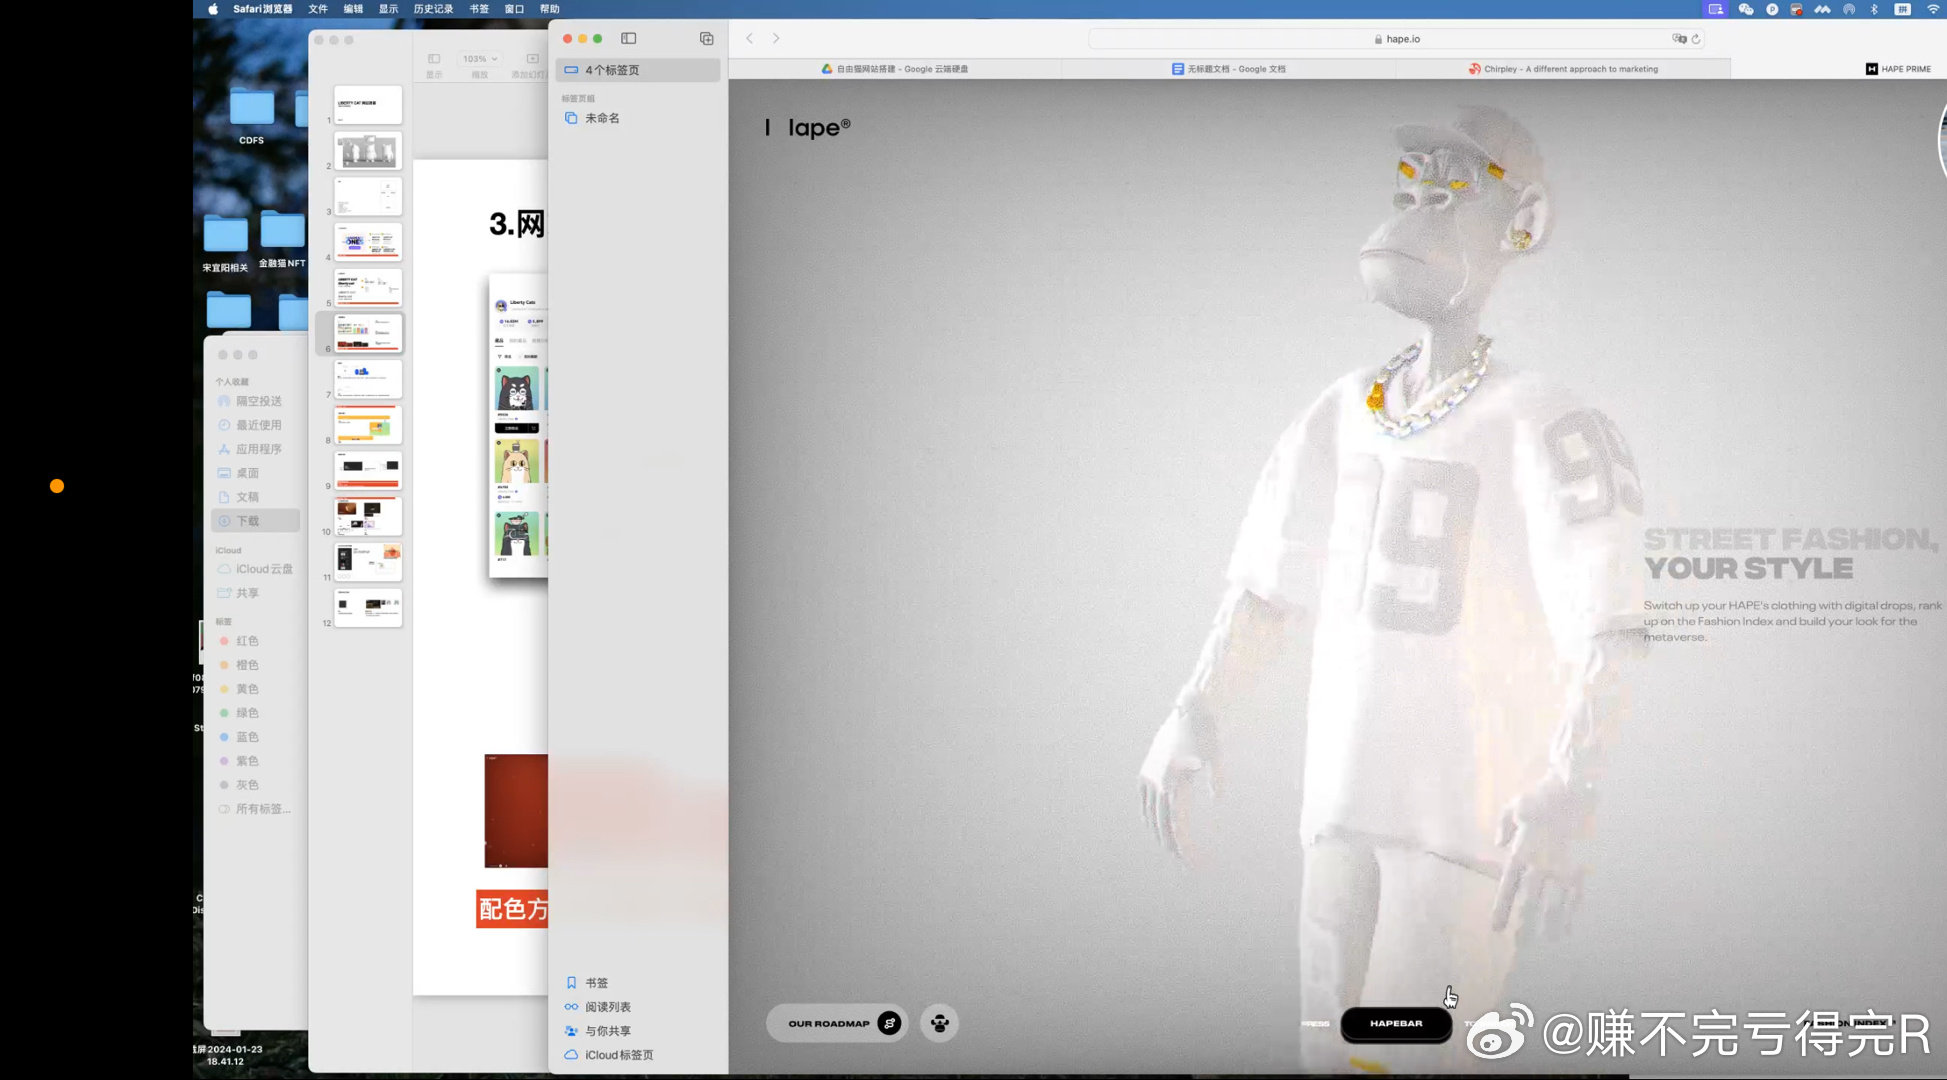 Safari浏览器 文件 编辑 显示 历史记录 书签 窗口 帮助
hape.io
自由猫网站搭建 - Google 云端硬盘
无标题文档 - Google 文档
Chirpley - A different approach to marketing
HAPE PRIME
CDFS
宋宜阳相关
金融猫NFT
个人收藏
隔空投送
最近使用
应用程序
桌面
文稿
下载
iCloud
iCloud云盘
共享
标签
红色
橙色
黄色
绿色
蓝色
紫色
灰色
所有标签...
屏2024-01-23
18.41.12
103%
显示
缩放
1
2
3
4
5
6
7
8
9
10
11
12
3.网
Liberty Cats
配色方
4个标签页
标签页组
未命名
书签
阅读列表
与你共享
iCloud标签页
lape®
STREET FASHION,
YOUR STYLE
Switch up your HAPE's clothing with digital drops, rank
up on the Fashion Index and build your look for the
metaverse.
OUR ROADMAP
HAPEBAR
FASHION INDEX
@赚不完亏得完R